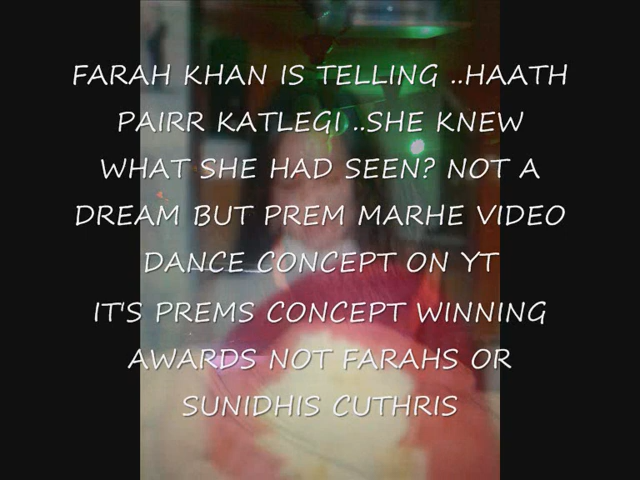 FARAH KHAN IS TELLING ..HAATH
PAIRR KATLEGI ..SHE KNEW
WHAT SHE HAD SEEN? NOT A
DREAM BUT PREM MARHE VIDEO
DANCE CONCEPT ON YT
IT'S PREMS CONCEPT WINNING
AWARDS NOT FARAHS OR
SUNIDHIS CUTHRIS